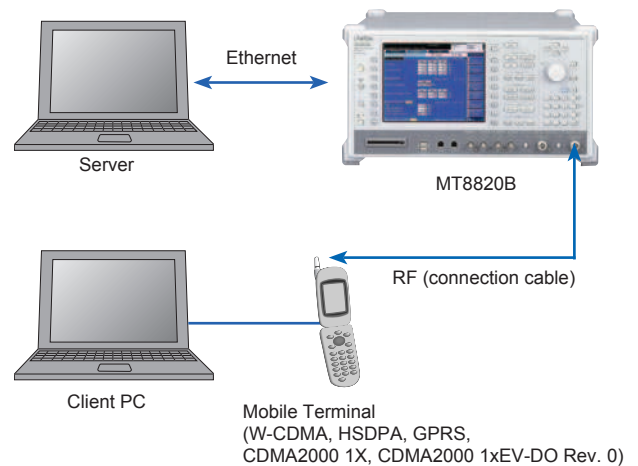 Ethernet
Server
MT8820B
RF (connection cable)
Client PC
Mobile Terminal
(W-CDMA, HSDPA, GPRS,
CDMA2000 1X, CDMA2000 1xEV-DO Rev. 0)